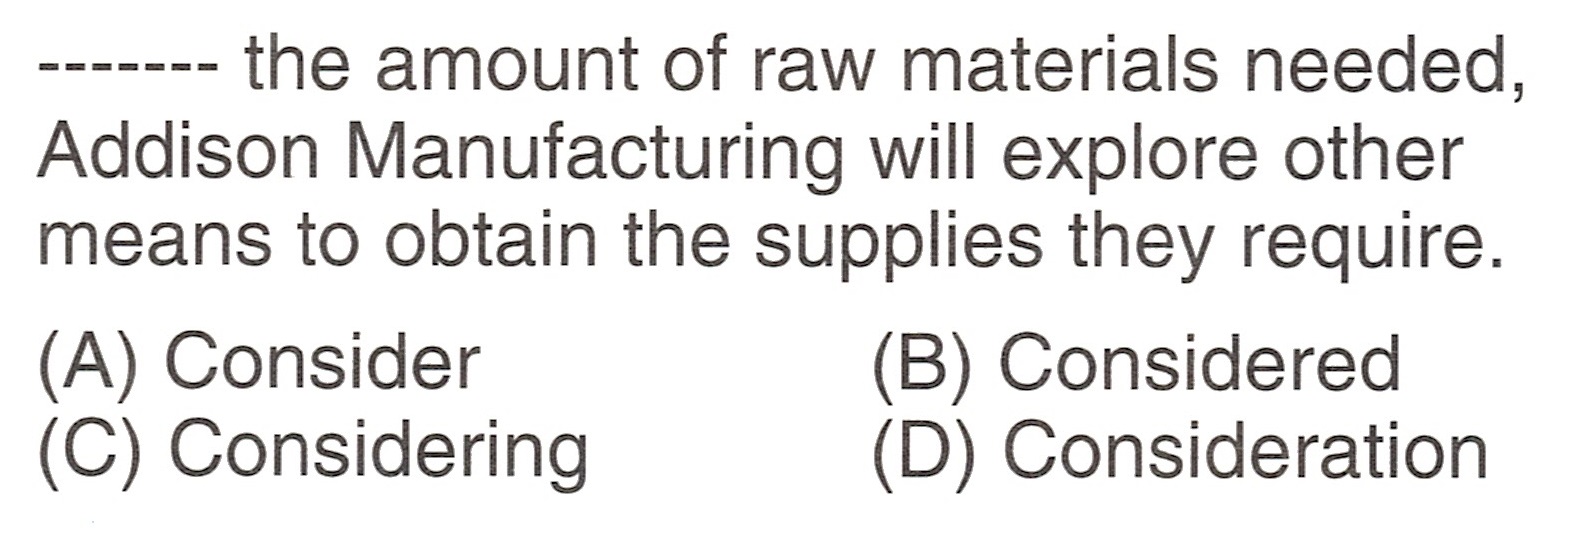 ------- the amount of raw materials needed,
Addison Manufacturing will explore other
means to obtain the supplies they require.
(A) Consider (B) Considered
(C) Considering (D) Consideration